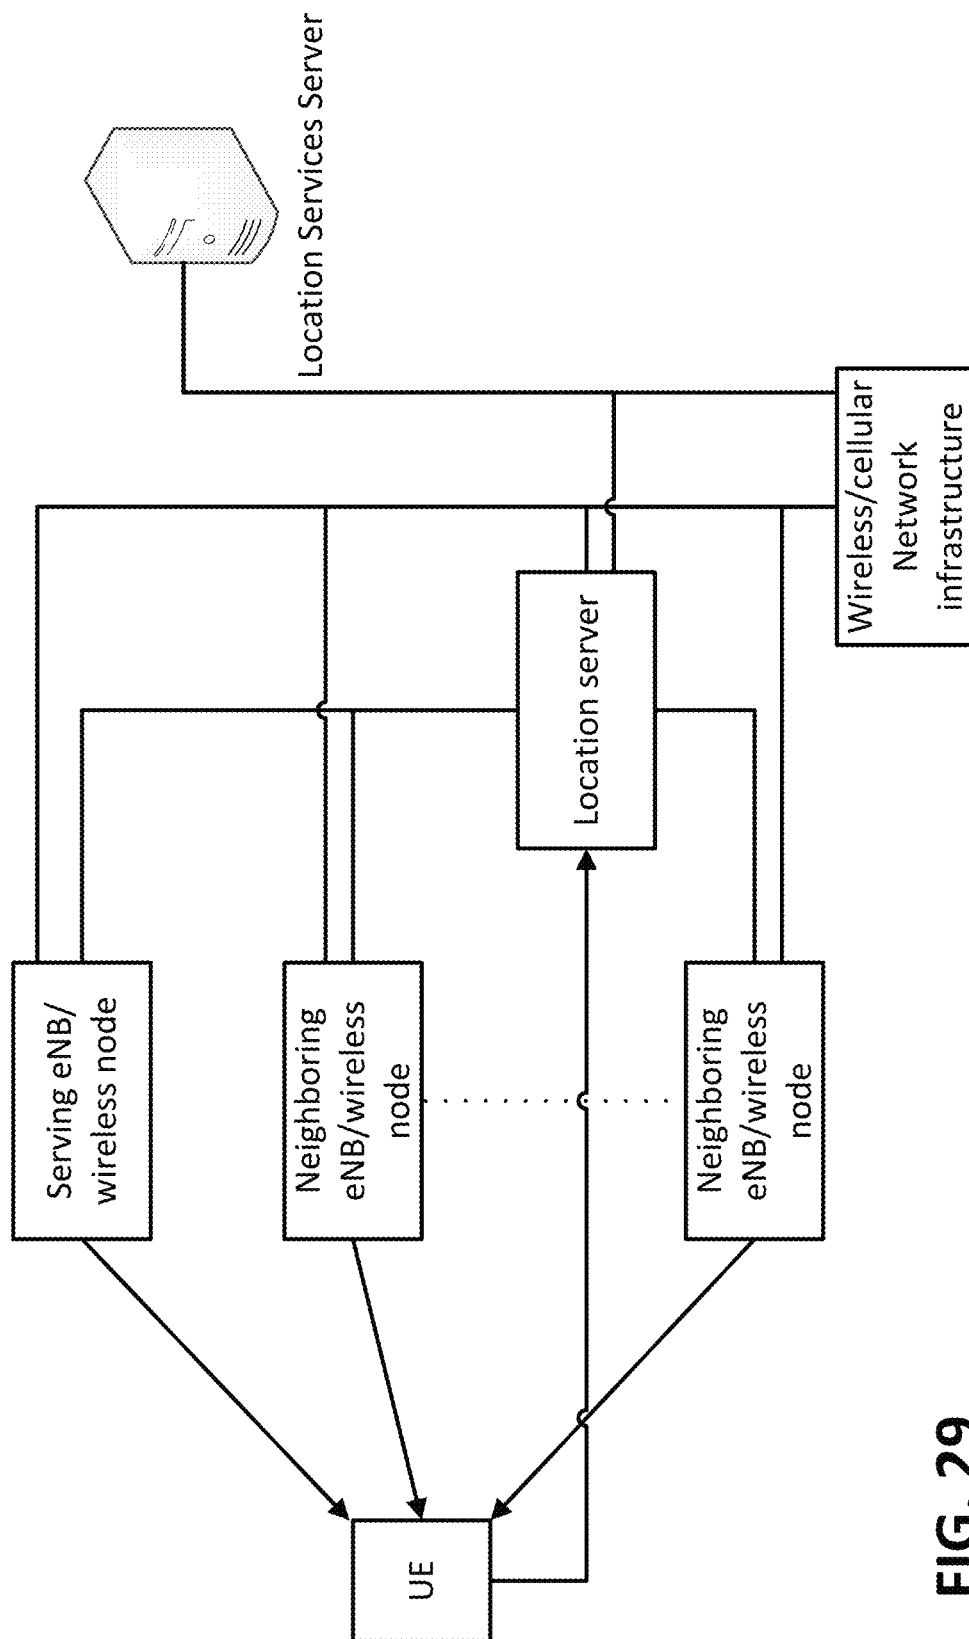 Location Services Server
Serving eNB/
wireless node
Neighboring
eNB/wireless
node
Location server
Wireless/cellular
Network
infrastructure
UE
Neighboring
eNB/wireless
node
FIG. 29